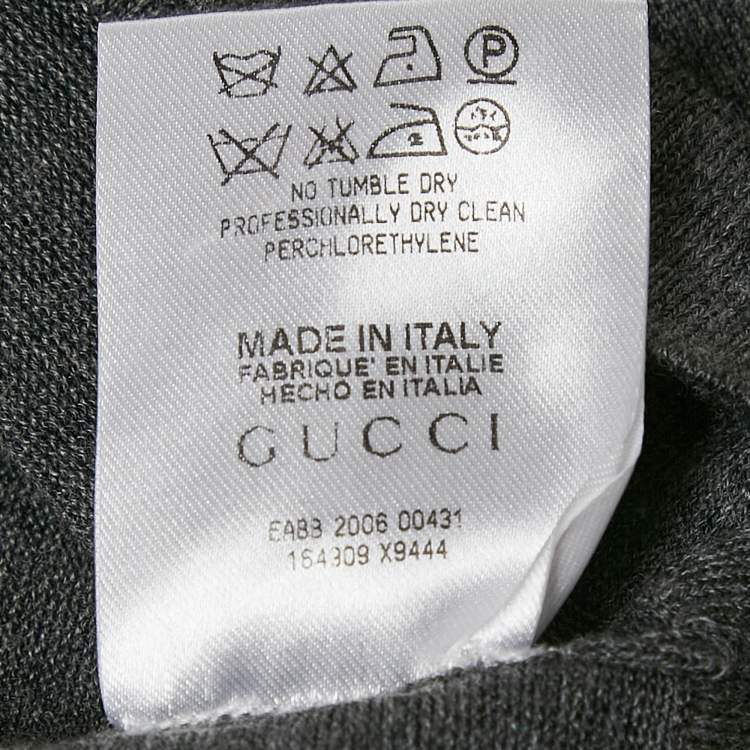 P
NO TUMBLE DRY
PROFESSIONALLY DRY CLEAN
PERCHLORETHYLENE
MADE IN ITALY
FABRIQUE' EN ITALIE
HECHO EN ITALIA
GUCCI
EA83 2006 00431
164309 X9444